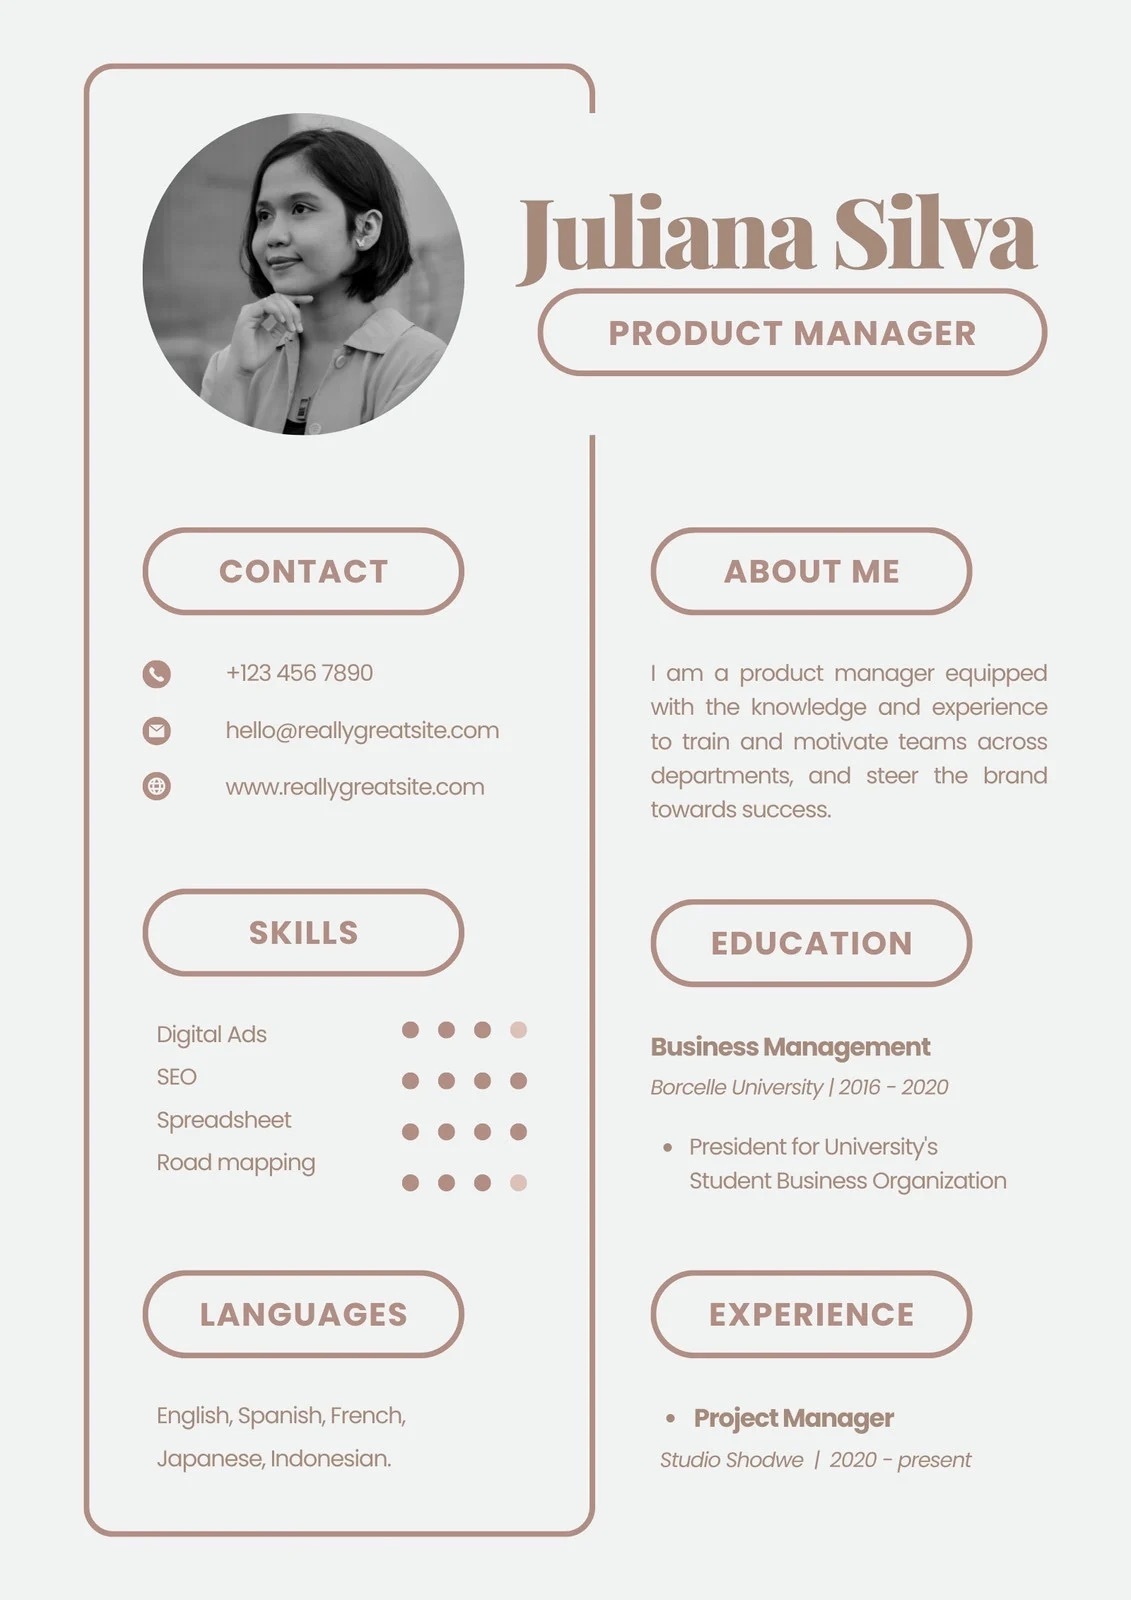 Juliana Silva
PRODUCT MANAGER
CONTACT
+123 456 7890
hello@reallygreatsite.com
www.reallygreatsite.com
SKILLS
Digital Ads
SEO
Spreadsheet
Road mapping
LANGUAGES
English, Spanish, French,
Japanese, Indonesian.
ABOUT ME
I am a product manager equipped
with the knowledge and experience
to train and motivate teams across
departments, and steer the brand
towards success.
EDUCATION
Business Management
Borcelle University | 2016 - 2020
• President for University's
Student Business Organization
EXPERIENCE
• Project Manager
Studio Shodwe | 2020 - present